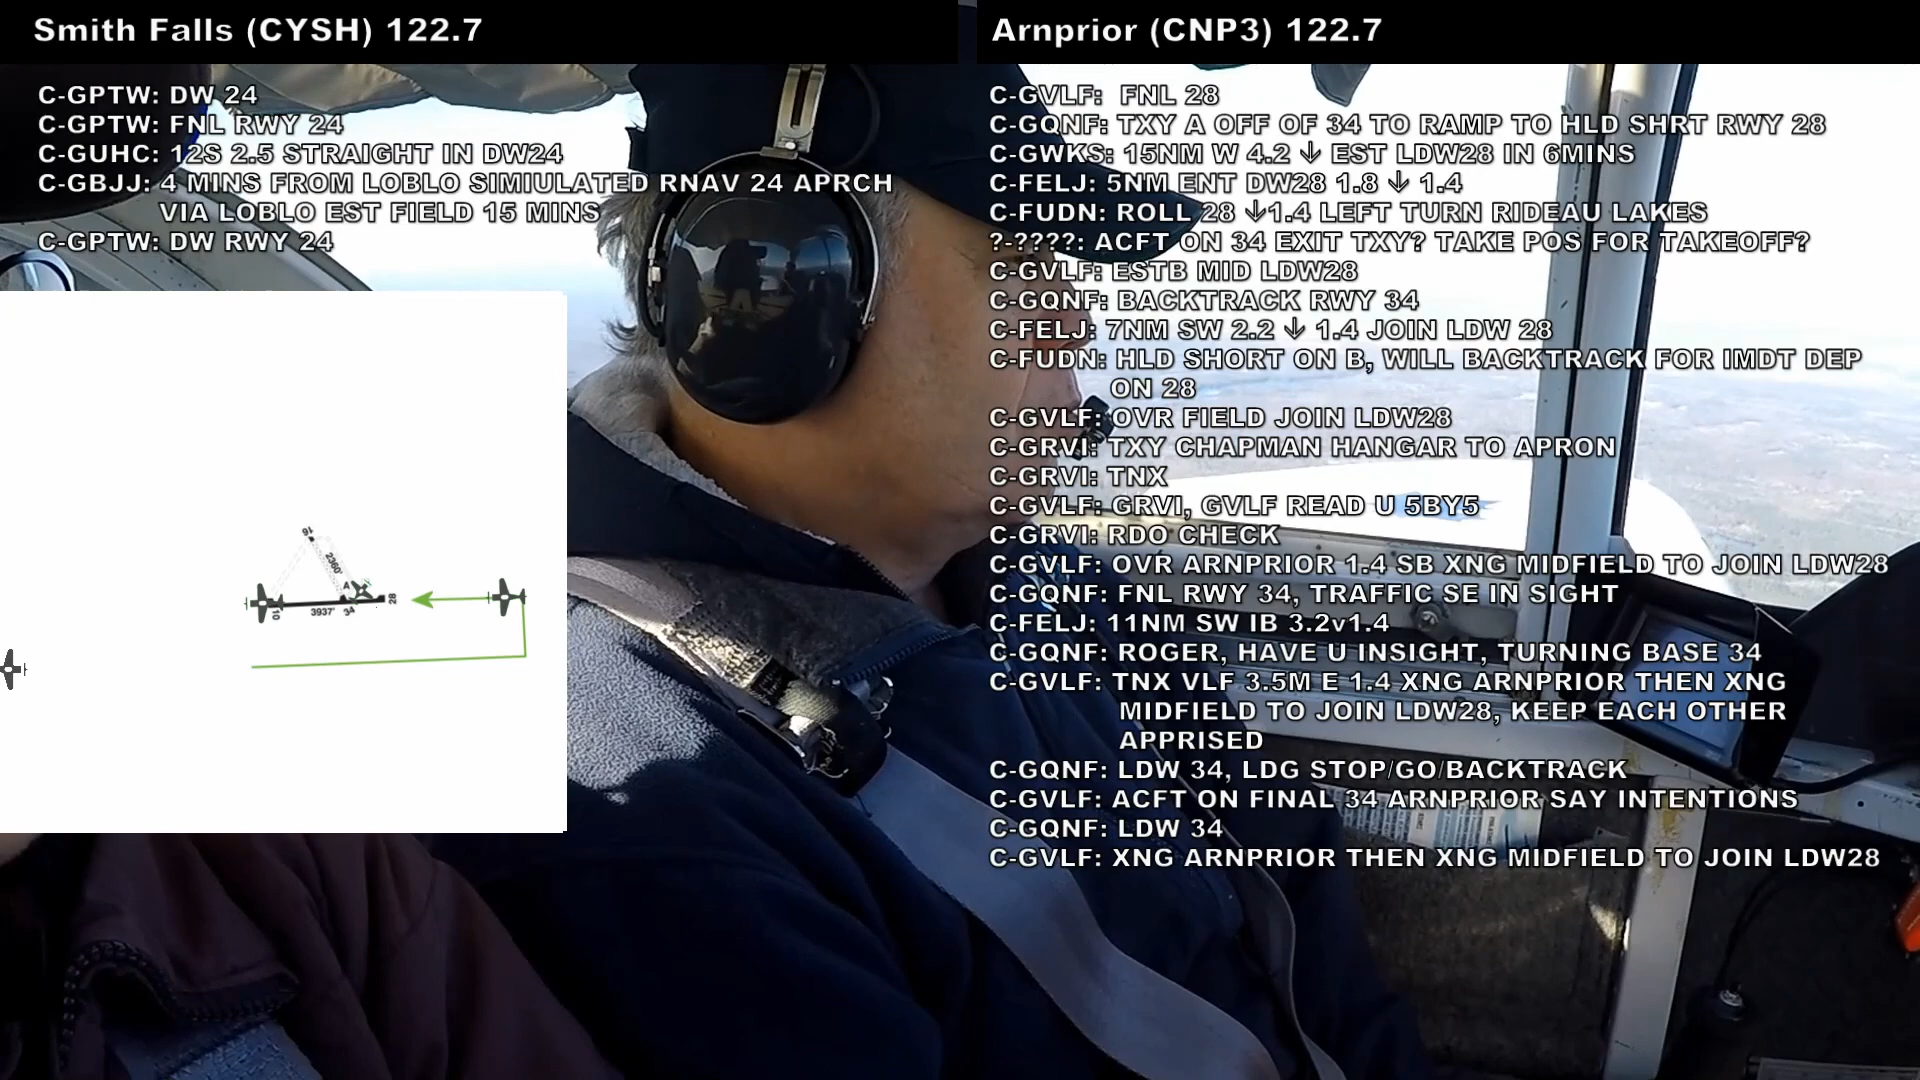 Smith Falls (CYSH) 122.7
C-GPTW: DW 24
C-GPTW: FNL RWY 24
C-GUHC: 12S 2.5 STRAIGHT IN DW24
C-GBJJ: 4 MINS FROM LOBLO SIMIULATED RNAV 24 APRCH
VIA LOBLO EST FIELD 15 MINS
C-GPTW: DW RWY 24
16
2360'
A
28
10
3937'
34
Arnprior (CNP3) 122.7
C-GVLF: FNL 28
C-GQNF: TXY A OFF OF 34 TO RAMP TO HLD SHRT RWY 28
C-GWKS: 15NM W 4.2 ↓ EST LDW28 IN 6MINS
C-FELJ: 5NM ENT DW28 1.8 ↓ 1.4
C-FUDN: ROLL 28 ↓1.4 LEFT TURN RIDEAU LAKES
?-????: ACFT ON 34 EXIT TXY? TAKE POS FOR TAKEOFF?
C-GVLF: ESTB MID LDW28
C-GQNF: BACKTRACK RWY 34
C-FELJ: 7NM SW 2.2 ↓ 1.4 JOIN LDW 28
C-FUDN: HLD SHORT ON B, WILL BACKTRACK FOR IMDT DEP
ON 28
C-GVLF: OVR FIELD JOIN LDW28
C-GRVI: TXY CHAPMAN HANGAR TO APRON
C-GRVI: TNX
C-GVLF: GRVI, GVLF READ U 5BY5
C-GRVI: RDO CHECK
C-GVLF: OVR ARNPRIOR 1.4 SB XNG MIDFIELD TO JOIN LDW28
C-GQNF: FNL RWY 34, TRAFFIC SE IN SIGHT
C-FELJ: 11NM SW IB 3.2v1.4
C-GQNF: ROGER, HAVE U INSIGHT, TURNING BASE 34
C-GVLF: TNX VLF 3.5M E 1.4 XNG ARNPRIOR THEN XNG
MIDFIELD TO JOIN LDW28, KEEP EACH OTHER
APPRISED
C-GQNF: LDW 34, LDG STOP/GO/BACKTRACK
C-GVLF: ACFT ON FINAL 34 ARNPRIOR SAY INTENTIONS
C-GQNF: LDW 34
C-GVLF: XNG ARNPRIOR THEN XNG MIDFIELD TO JOIN LDW28